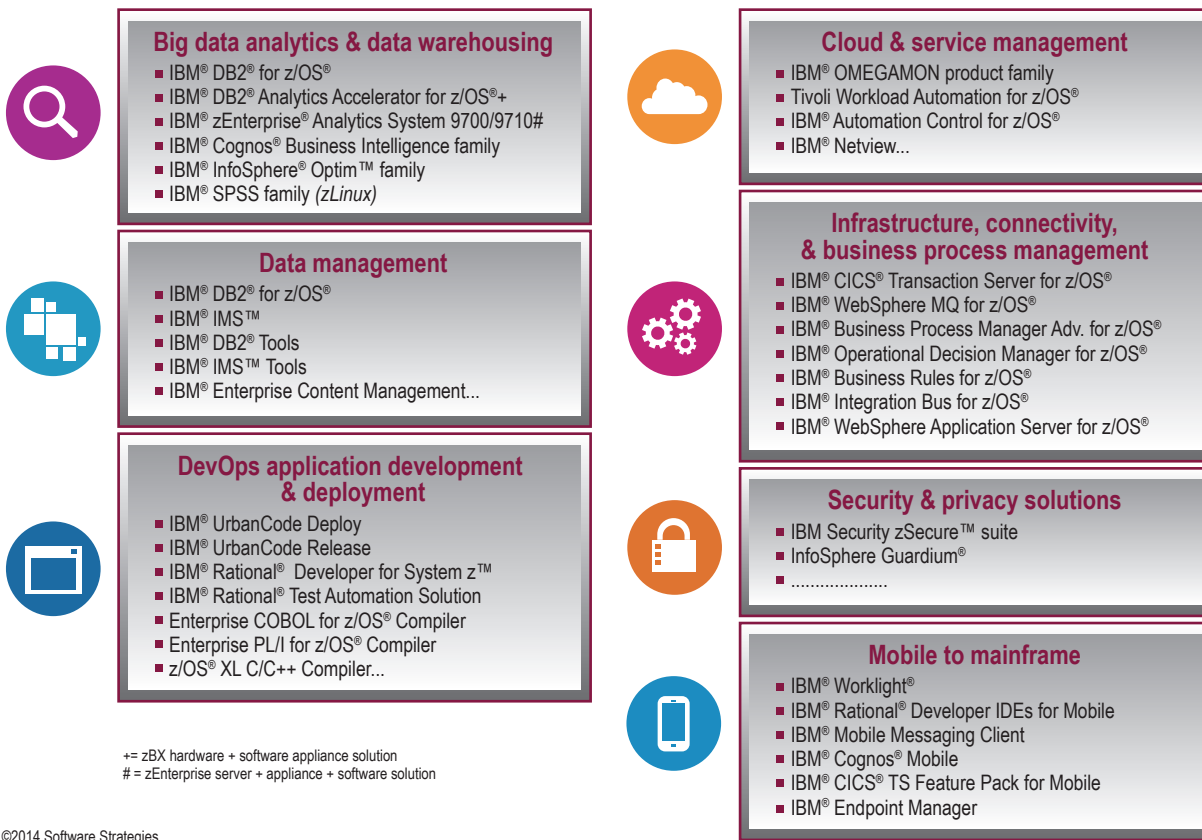 Big data analytics & data warehousing
■ IBM® DB2® for z/OS®
■ IBM® DB2® Analytics Accelerator for z/OS®+
■ IBM® zEnterprise® Analytics System 9700/9710#
■ IBM® Cognos® Business Intelligence family
■ IBM® InfoSphere® Optim™ family
■ IBM® SPSS family (zLinux)
Data management
■ IBM® DB2® for z/OS®
■ IBM® IMS™
■ IBM® DB2® Tools
■ IBM® IMS™ Tools
■ IBM® Enterprise Content Management...
DevOps application development
& deployment
■ IBM® UrbanCode Deploy
■ IBM® UrbanCode Release
■ IBM® Rational® Developer for System z™
■ IBM® Rational® Test Automation Solution
■ Enterprise COBOL for z/OS® Compiler
■ Enterprise PL/I for z/OS® Compiler
■ z/OS® XL C/C++ Compiler...
+= zBX hardware + software appliance solution
# = zEnterprise server + appliance + software solution
©2014 Software Strategies
Cloud & service management
■ IBM® OMEGAMON product family
■ Tivoli Workload Automation for z/OS®
■ IBM® Automation Control for z/OS®
■ IBM® Netview...
Infrastructure, connectivity,
& business process management
■ IBM® CICS® Transaction Server for z/OS®
■ IBM® WebSphere MQ for z/OS®
■ IBM® Business Process Manager Adv. for z/OS®
■ IBM® Operational Decision Manager for z/OS®
■ IBM® Business Rules for z/OS®
■ IBM® Integration Bus for z/OS®
■ IBM® WebSphere Application Server for z/OS®
Security & privacy solutions
■ IBM Security zSecure™ suite
■ InfoSphere Guardium®
■ ....................
Mobile to mainframe
■ IBM® Worklight®
■ IBM® Rational® Developer IDEs for Mobile
■ IBM® Mobile Messaging Client
■ IBM® Cognos® Mobile
■ IBM® CICS® TS Feature Pack for Mobile
■ IBM® Endpoint Manager